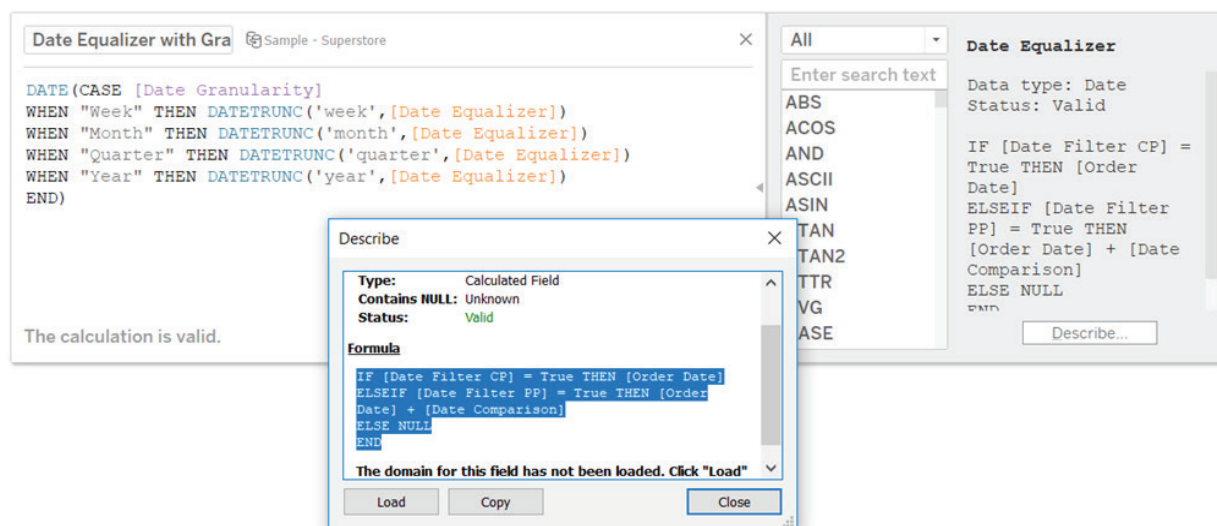 Date Equalizer with Gra
Sample - Superstore
DATE(CASE [Date Granularity]
WHEN "Week" THEN DATETRUNC('week',[Date Equalizer])
WHEN "Month" THEN DATETRUNC('month',[Date Equalizer])
WHEN "Quarter" THEN DATETRUNC('quarter',[Date Equalizer])
WHEN "Year" THEN DATETRUNC('year',[Date Equalizer])
END)
The calculation is valid.
All
Enter search text
ABS
ACOS
AND
ASCII
ASIN
TAN
TAN2
TTR
VG
ASE
Date Equalizer
Data type: Date
Status: Valid
IF [Date Filter CP] =
True THEN [Order
Date]
ELSEIF [Date Filter
PP] = True THEN
[Order Date] + [Date
Comparison]
ELSE NULL
END
Describe...
Describe
Type: Calculated Field
Contains NULL: Unknown
Status: Valid
Formula
IF [Date Filter CP] = True THEN [Order Date]
ELSEIF [Date Filter PP] = True THEN [Order
Date] + [Date Comparison]
ELSE NULL
END
The domain for this field has not been loaded. Click "Load"
Load
Copy
Close